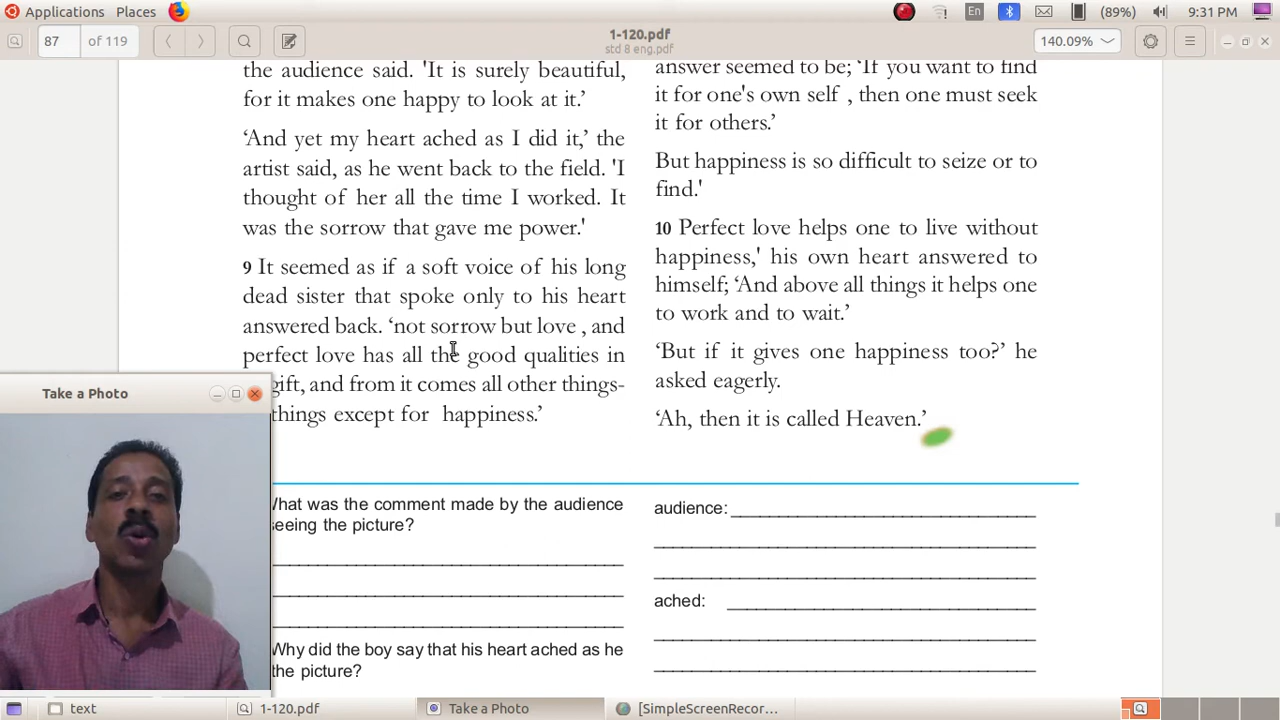 Applications Places En (89%) 9:31 PM
87 of 119 1-120.pdf 140.09%
std 8 eng.pdf
the audience said. 'It is surely beautiful,
for it makes one happy to look at it.’
‘And yet my heart ached as I did it,’ the
artist said, as he went back to the field. 'I
thought of her all the time I worked. It
was the sorrow that gave me power.'
9 It seemed as if a soft voice of his long
dead sister that spoke only to his heart
answered back. ‘not sorrow but love , and
perfect love has all the good qualities in
gift, and from it comes all other things-
things except for happiness.’
answer seemed to be; ‘If you want to find
it for one's own self , then one must seek
it for others.’
But happiness is so difficult to seize or to
find.'
10 Perfect love helps one to live without
happiness,' his own heart answered to
himself; ‘And above all things it helps one
to work and to wait.’
‘But if it gives one happiness too?’ he
asked eagerly.
‘Ah, then it is called Heaven.’
Take a Photo
What was the comment made by the audience
seeing the picture?
Why did the boy say that his heart ached as he
the picture?
audience:
ached:
text 1-120.pdf Take a Photo [SimpleScreenRecor...